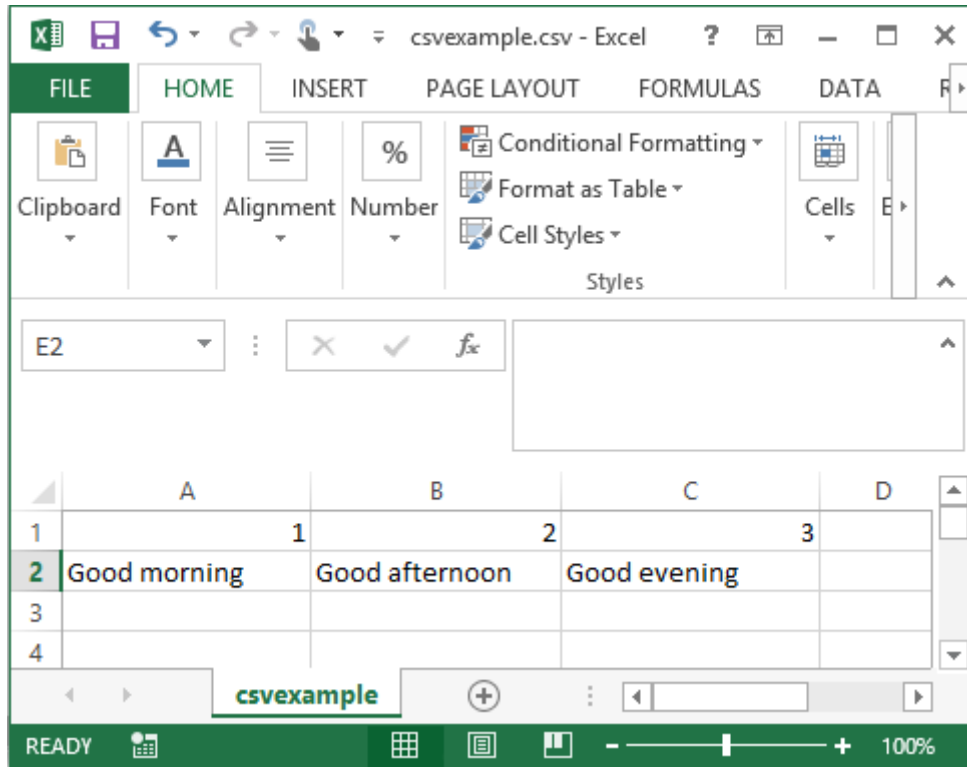 csvexample.csv - Excel ?
FILE HOME INSERT PAGE LAYOUT FORMULAS DATA
Clipboard Font Alignment % Number Conditional Formatting Format as Table Cell Styles Cells
Styles
E2 fx
A B C D
1 1 2 3
2 Good morning Good afternoon Good evening
3
4
csvexample
READY 100%